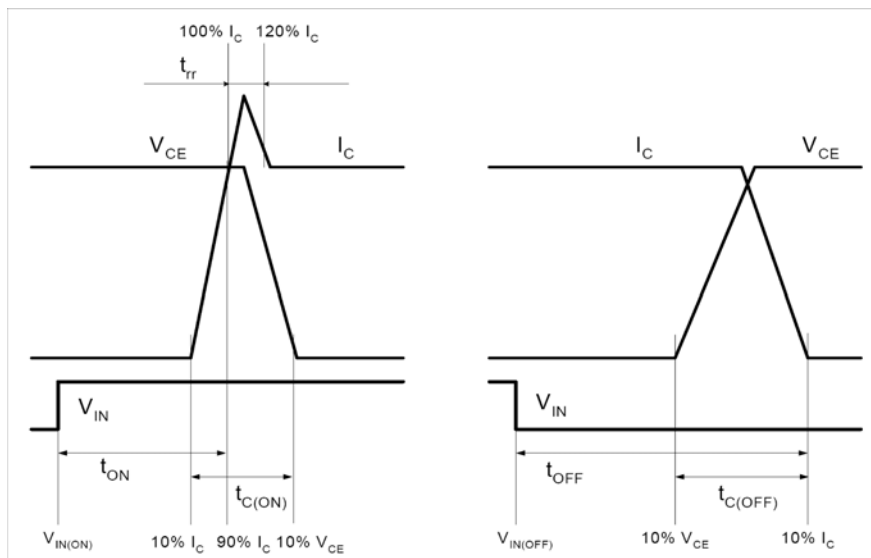 100% I_C 120% I_C
t_rr
V_CE I_C
I_C V_CE
V_IN
V_IN
t_ON
t_OFF
t_C(ON)
t_C(OFF)
V_IN(ON) 10% I_C 90% I_C 10% V_CE
V_IN(OFF) 10% V_CE 10% I_C